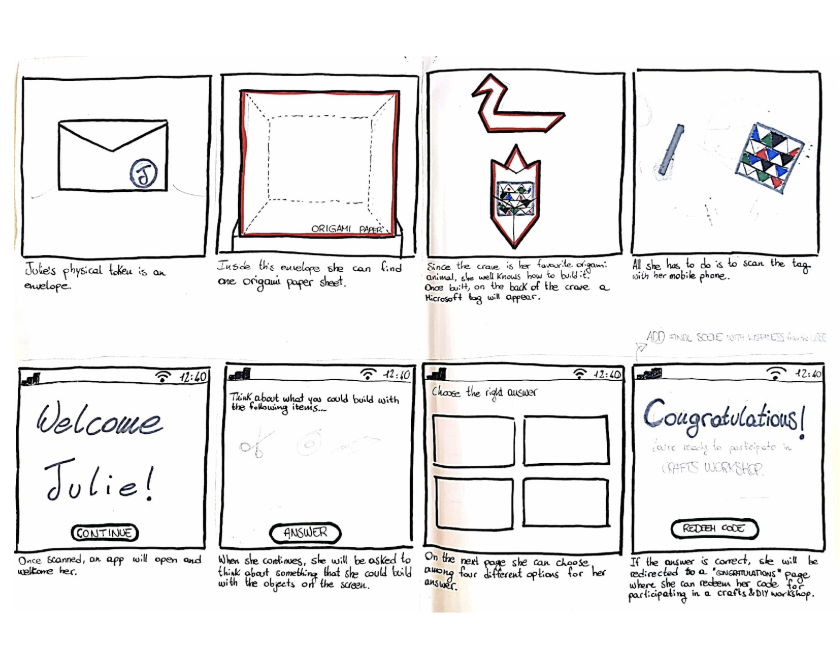 J
Julie's physical token is an
envelope.
ORIGAMI PAPER
Inside this envelope she can find
one origami paper sheet.
Since the crave is her favourite origami
animal, she well knows how to build it.
Once built, on the back of the crave a
Microsoft tag will appear.
All she has to do is to scan the tag
with her mobile phone.
ADD FINAL SCENE WITH
12:40
Welcome
Julie!
CONTINUE
Once scanned, an app will open and
welcome her.
12:40
Think about what you could build with
the following items...
ANSWER
When she continues, she will be asked to
think about something that she could build
with the objects on the screen.
12:40
Choose the right answer
On the next page she can choose
among four different options for her
answer.
12:40
Congratulations!
You're ready to participate in
CRAFTS WORKSHOP.
REDEEM CODE
If the answer is correct, she will be
redirected to a "CONGRATULATIONS" page
where she can redeem her code for
participating in a crafts&DIY workshop.